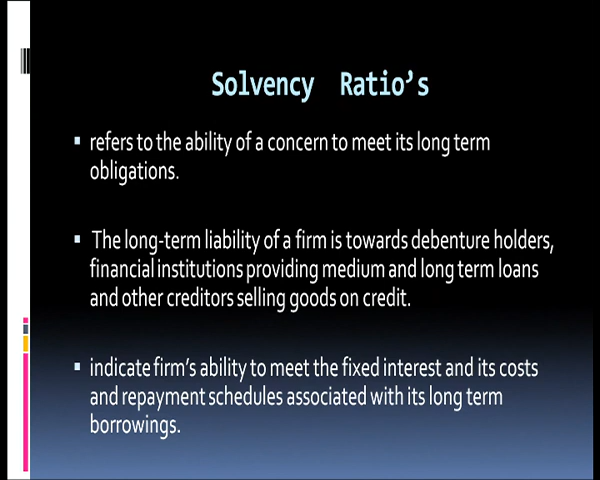 Solvency Ratio’s
refers to the ability of a concern to meet its long term
obligations.
The long-term liability of a firm is towards debenture holders,
financial institutions providing medium and long term loans
and other creditors selling goods on credit.
indicate firm’s ability to meet the fixed interest and its costs
and repayment schedules associated with its long term
borrowings.